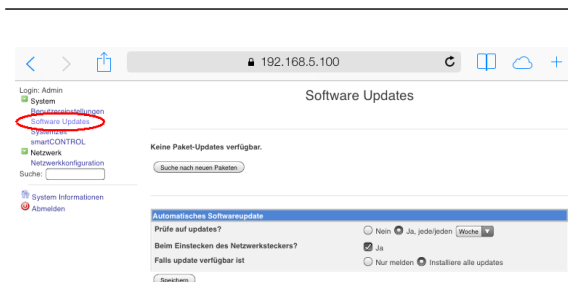 192.168.5.100
Login: Admin
System
Benutzereinstellungen
Software Updates
Systemzeit
smartCONTROL
Netzwerk
Netzwerkkonfiguration
Suche:
System Informationen
Abmelden
Software Updates
Keine Paket-Updates verfügbar.
Suche nach neuen Paketen
Automatisches Softwareupdate
Prüfe auf updates? Nein Ja, jede/jeden Woche
Beim Einstecken des Netzwerksteckers? Ja
Falls update verfügbar ist Nur melden Installiere alle updates
Speichern